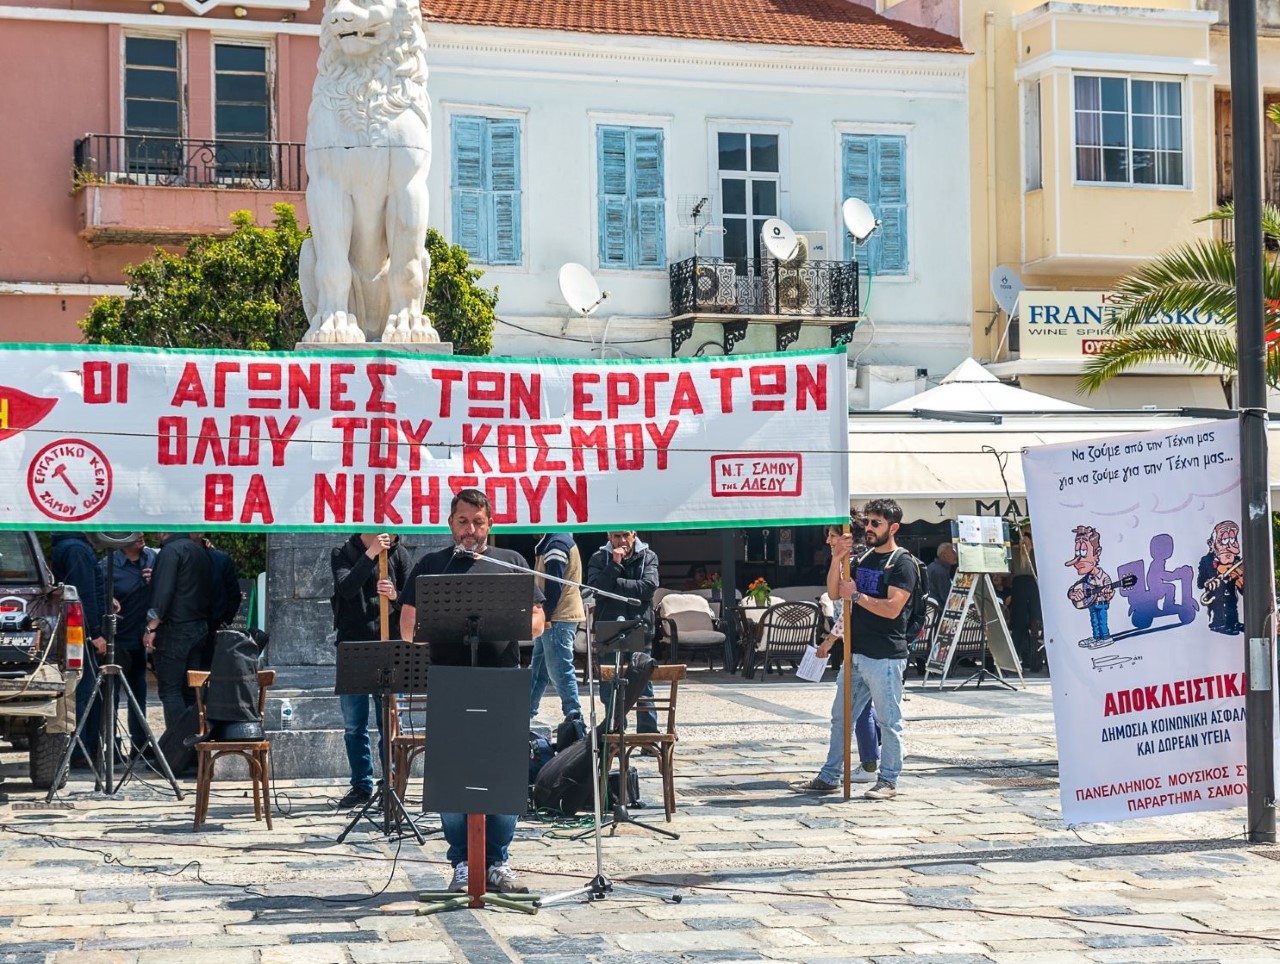 ΟΙ ΑΓΩΝΕΣ ΤΩΝ ΕΡΓΑΤΩΝ
ΟΛΟΥ ΤΟΥ ΚΟΣΜΟΥ
ΘΑ ΝΙΚΗΣΟΥΝ
ΕΡΓΑΤΙΚΟ ΚΕΝΤΡΟ
ΣΑΜΟΥ
Ν.Τ. ΣΑΜΟΥ
της ΑΔΕΔΥ
WINE SPIRITS
Να ζούμε από την Τέχνη μας
για να ζούμε για την Τέχνη μας...
ΑΠΟΚΛΕΙΣΤΙΚΑ
ΔΗΜΟΣΙΑ ΚΟΙΝΩΝΙΚΗ ΑΣΦΑΛ
ΚΑΙ ΔΩΡΕΑΝ ΥΓΕΙΑ
ΠΑΝΕΛΛΗΝΙΟΣ ΜΟΥΣΙΚΟΣ ΣΥ
ΠΑΡΑΡΤΗΜΑ ΣΑΜΟΥ